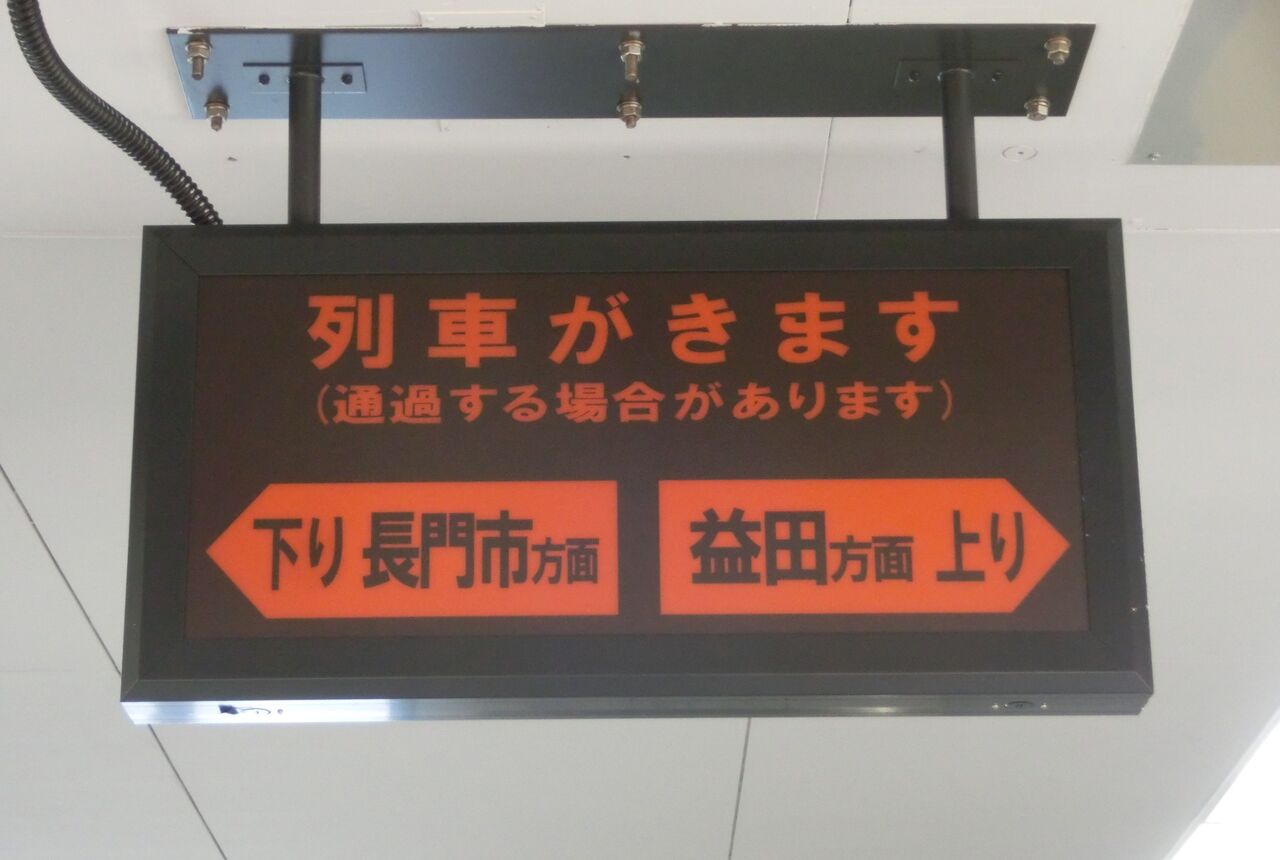 列車がきます
(通過する場合があります)
下り 長門市方面
益田方面 上り